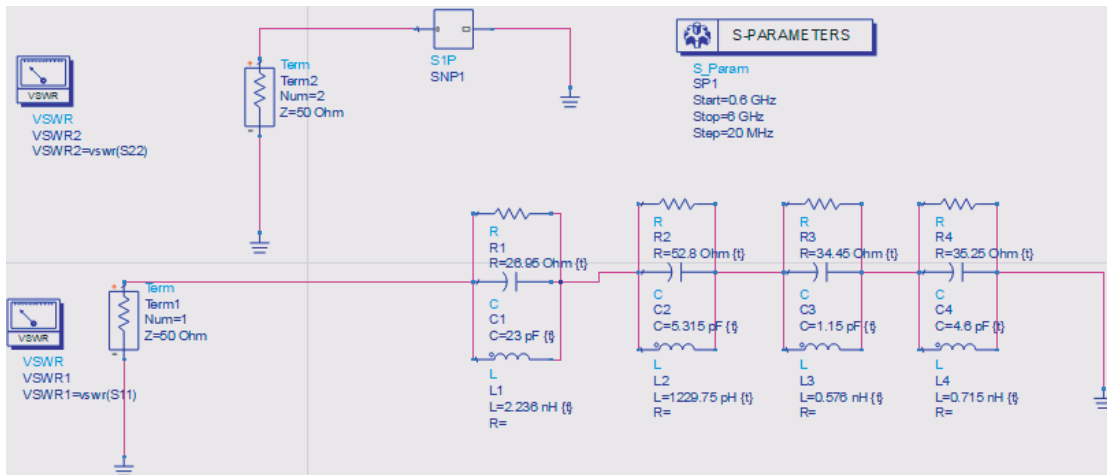 S1P
SNP1
S-PARAMETERS
S_Param
SP1
Start=0.6 GHz
Stop=6 GHz
Step=20 MHz
Term
Term2
Num=2
Z=50 Ohm
VSWR
VSWR
VSWR2
VSWR2=vswr(S22)
R
R1
R=26.95 Ohm {t}
C
C1
C=23 pF {t}
L
L1
L=2.236 nH {t}
R=
R
R2
R=52.8 Ohm {t}
C
C2
C=5.315 pF {t}
L
L2
L=1229.75 pH {t}
R=
R
R3
R=34.45 Ohm {t}
C
C3
C=1.15 pF {t}
L
L3
L=0.576 nH {t}
R=
R
R4
R=35.25 Ohm {t}
C
C4
C=4.6 pF {t}
L
L4
L=0.715 nH {t}
R=
Term
Term1
Num=1
Z=50 Ohm
VSWR
VSWR
VSWR1
VSWR1=vswr(S11)